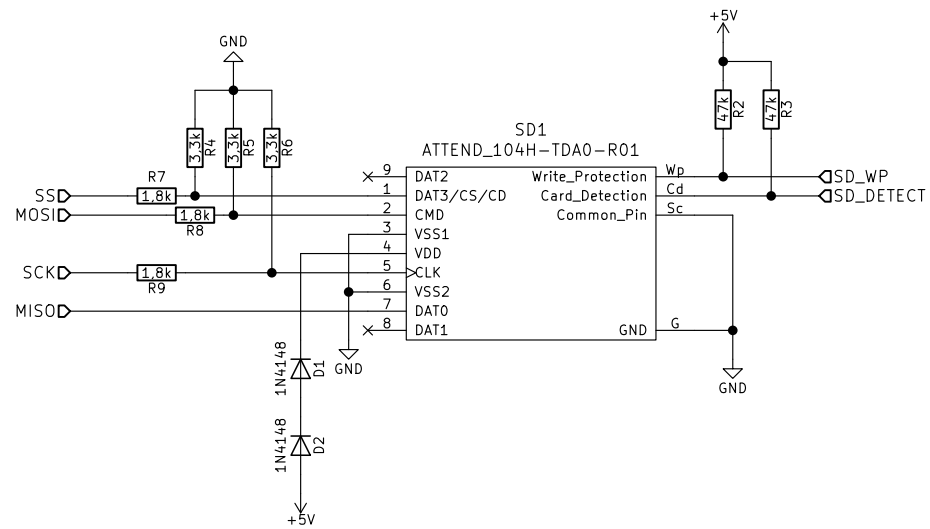 +5V
GND
47k
R2
47k
R3
3,3k
R4
3,3k
R5
3,3k
R6
SD1
ATTEND_104H-TDA0-R01
9 DAT2
Write_Protection Wp
SD_WP
R7
SS
1,8k
1 DAT3/CS/CD
Card_Detection Cd
SD_DETECT
MOSI
1,8k
R8
2 CMD
Common_Pin Sc
3 VSS1
4 VDD
SCK
1,8k
R9
5 CLK
6 VSS2
MISO
7 DAT0
8 DAT1
GND G
GND
GND
1N4148
D1
1N4148
D2
+5V